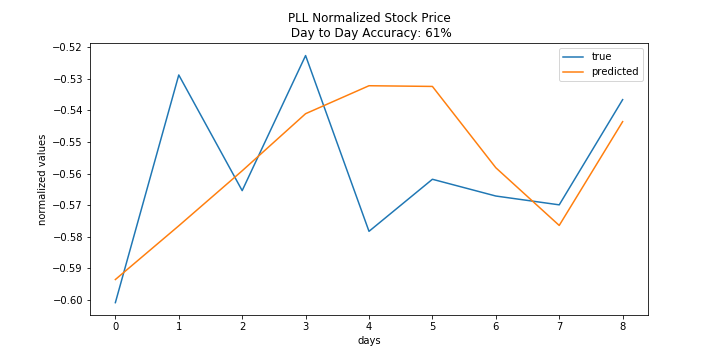 PLL Normalized Stock Price
Day to Day Accuracy: 61%
true
predicted
normalized values
−0.52
−0.53
−0.54
−0.55
−0.56
−0.57
−0.58
−0.59
−0.60
0 1 2 3 4 5 6 7 8
days